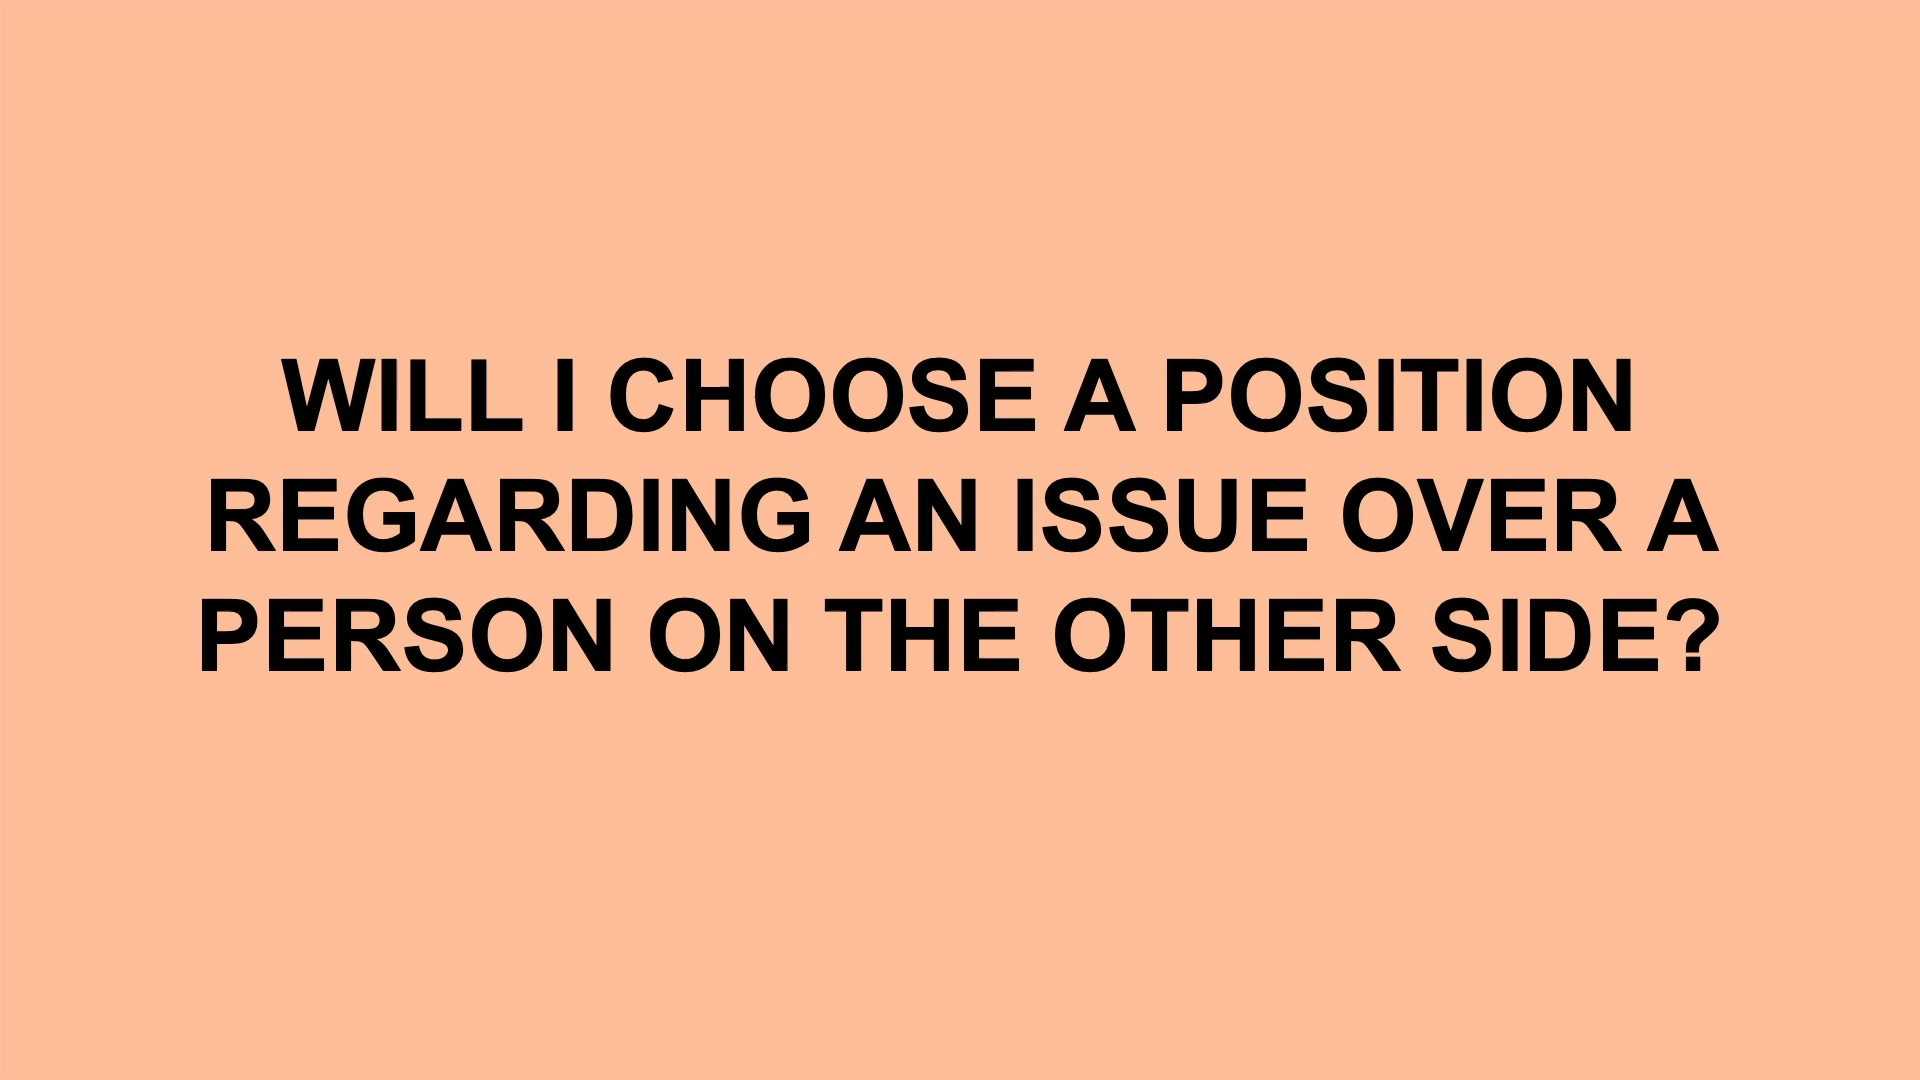 WILL I CHOOSE A POSITION
REGARDING AN ISSUE OVER A
PERSON ON THE OTHER SIDE?